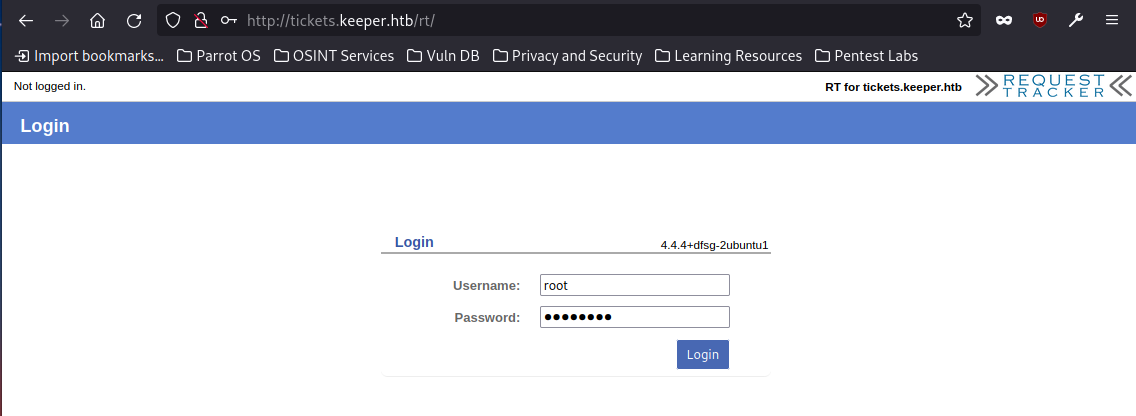 http://tickets.keeper.htb/rt/
Import bookmarks... Parrot OS OSINT Services Vuln DB Privacy and Security Learning Resources Pentest Labs
Not logged in. RT for tickets.keeper.htb REQUEST TRACKER
Login
Login 4.4.4+dfsg-2ubuntu1
Username: root
Password: ●●●●●●●●
Login